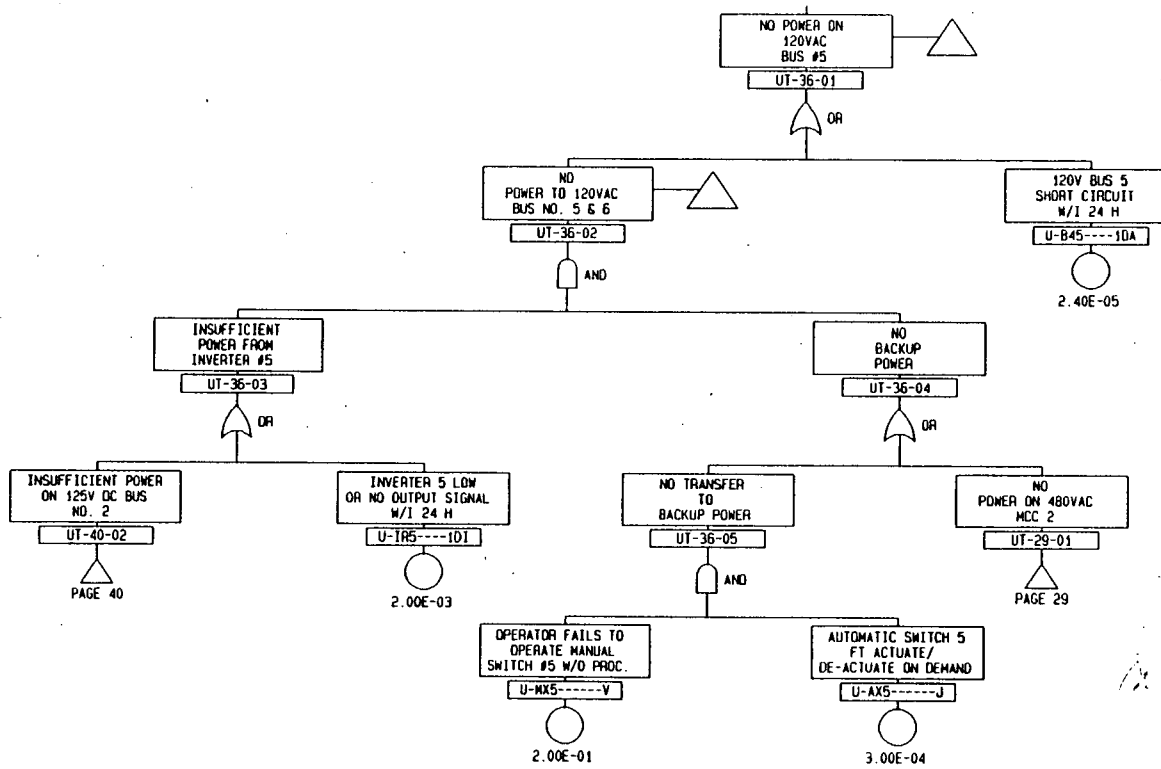 NO POWER ON
120VAC
BUS #5
UT-36-01
OR
NO
POWER TO 120VAC
BUS NO. 5 & 6
UT-36-02
AND
120V BUS 5
SHORT CIRCUIT
W/I 24 H
U-B45----1DA
2.40E-05
INSUFFICIENT
POWER FROM
INVERTER #5
UT-36-03
OR
NO
BACKUP
POWER
UT-36-04
OR
INSUFFICIENT POWER
ON 125V DC BUS
NO. 2
UT-40-02
PAGE 40
INVERTER 5 LOW
OR NO OUTPUT SIGNAL
W/I 24 H
U-IR5----1DI
2.00E-03
NO TRANSFER
TO
BACKUP POWER
UT-36-05
AND
NO
POWER ON 480VAC
MCC 2
UT-29-01
PAGE 29
OPERATOR FAILS TO
OPERATE MANUAL
SWITCH #5 W/O PROC.
U-MX5------V
2.00E-01
AUTOMATIC SWITCH 5
FT ACTUATE/
DE-ACTUATE ON DEMAND
U-AX5------J
3.00E-04